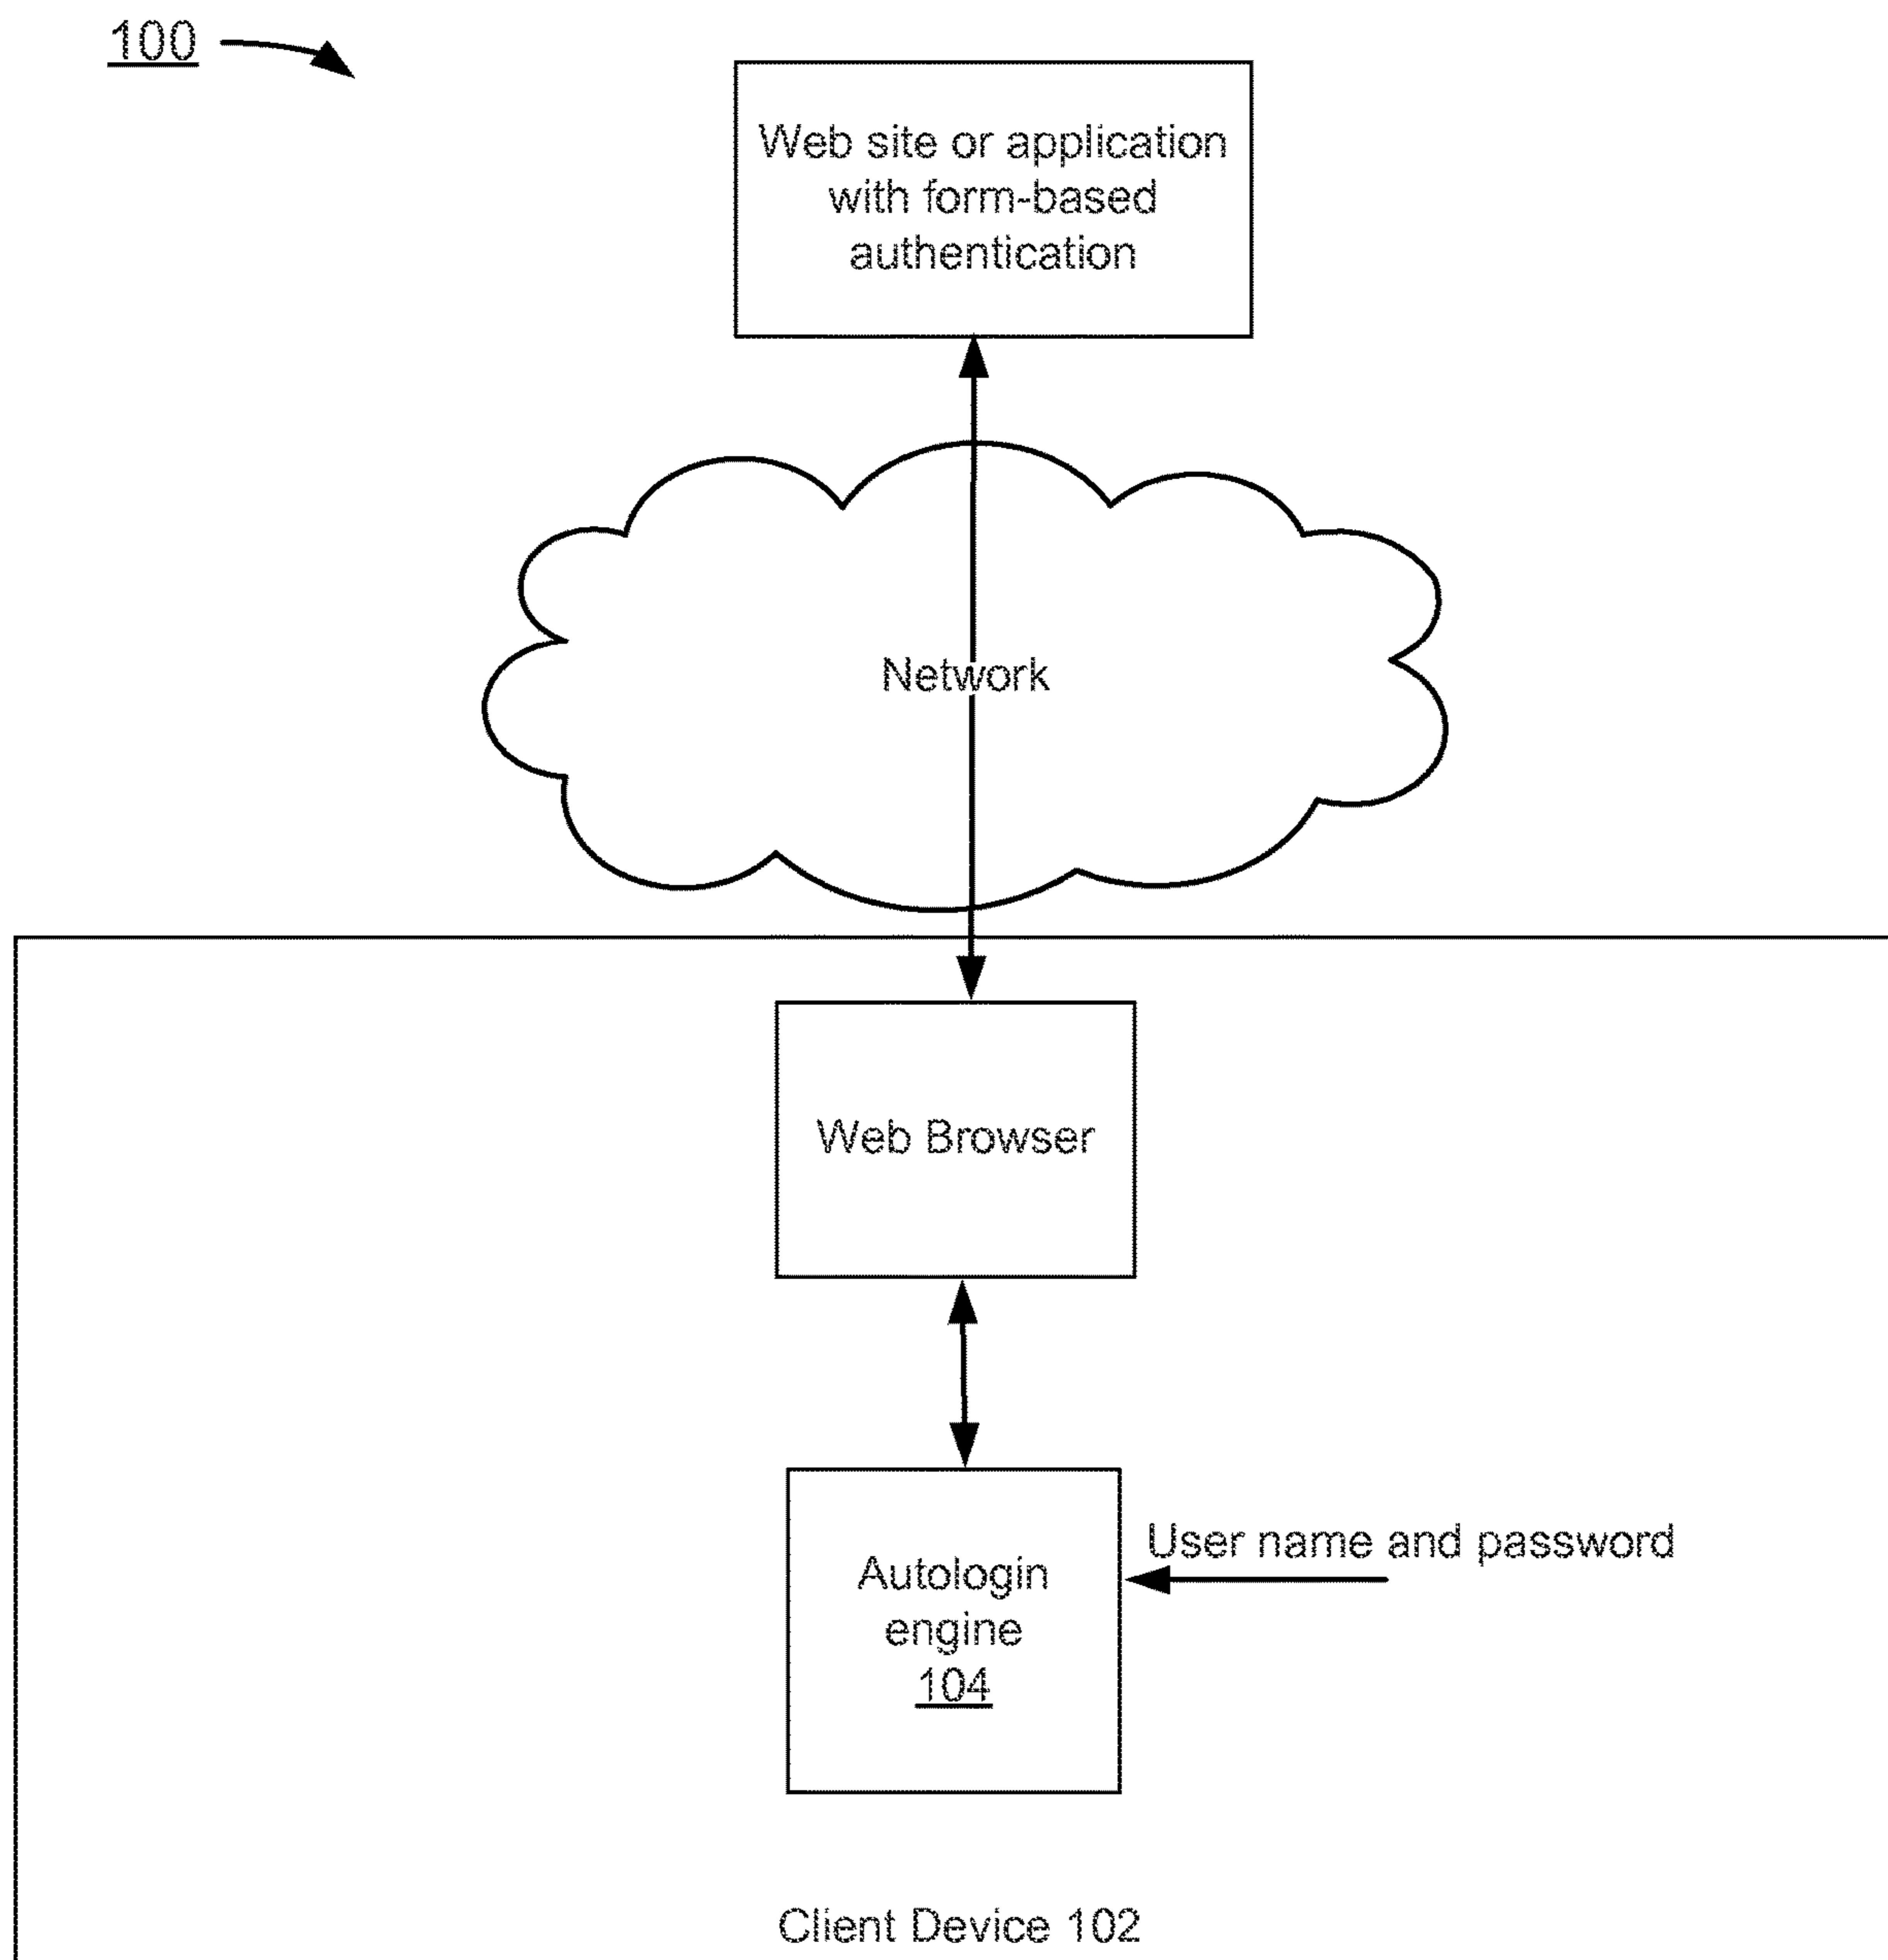 100
Web site or application
with form-based
authentication
Network
Web Browser
User name and password
Autologin
engine
104
Client Device 102